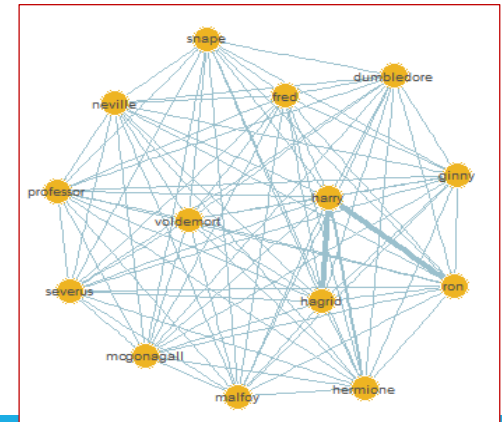 snape
dumbledore
fred
neville
ginny
professor
harry
voldemort
severus
ron
hagrid
mcgonagall
malfoy
hermione